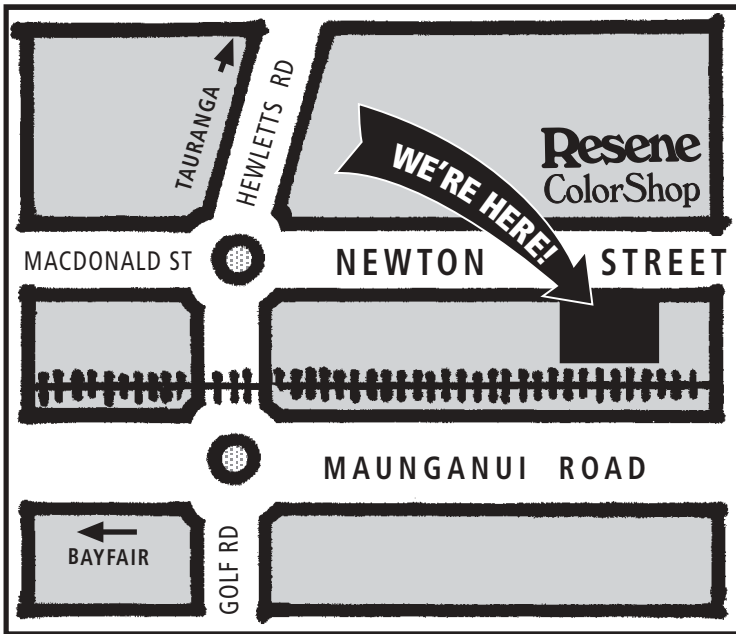 TAURANGA
HEWLETTS RD
WE'RE HERE!
Resene
ColorShop
MACDONALD ST
NEWTON STREET
MAUNGANUI ROAD
BAYFAIR
GOLF RD